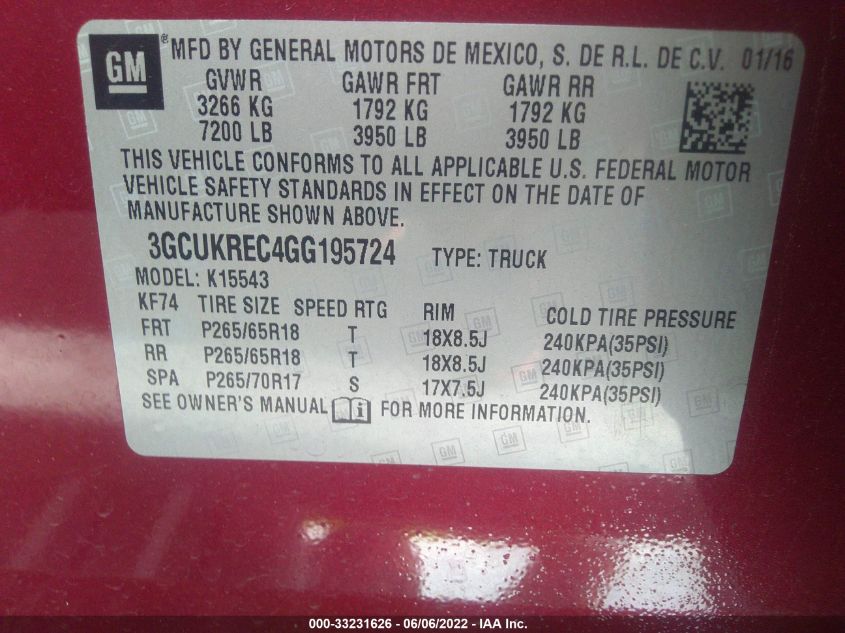 GM ® MFD BY GENERAL MOTORS DE MEXICO, S. DE R.L. DE C.V. 01/16
GVWR GAWR FRT GAWR RR
3266 KG 1792 KG 1792 KG
7200 LB 3950 LB 3950 LB
THIS VEHICLE CONFORMS TO ALL APPLICABLE U.S. FEDERAL MOTOR
VEHICLE SAFETY STANDARDS IN EFFECT ON THE DATE OF
MANUFACTURE SHOWN ABOVE.
3GCUKREC4GG195724 TYPE: TRUCK
MODEL: K15543
KF74 TIRE SIZE SPEED RTG RIM COLD TIRE PRESSURE
FRT P265/65R18 T 18X8.5J 240KPA(35PSI)
RR P265/65R18 T 18X8.5J 240KPA(35PSI)
SPA P265/70R17 S 17X7.5J 240KPA(35PSI)
SEE OWNER'S MANUAL FOR MORE INFORMATION.
000-33231626 - 06/06/2022 - IAA Inc.